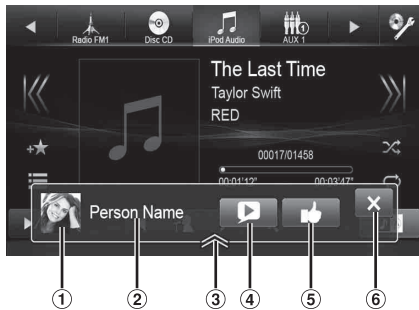 Radio FM1 Disc CD iPod Audio AUX 1
1
The Last Time
Taylor Swift
RED
00017/01458
00:01'12" 00:03'47"
Person Name
1 2 3 4 5 6